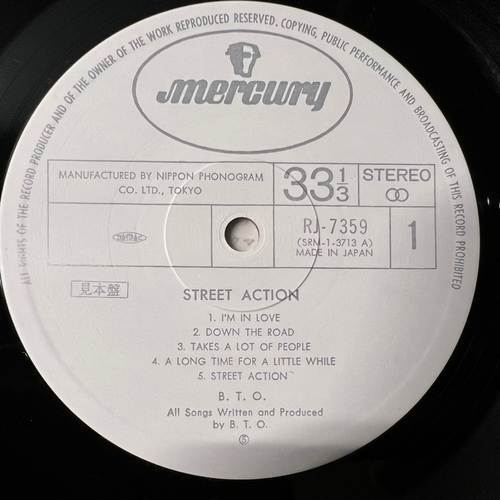 ALL RIGHTS OF THE RECORD PRODUCER AND OF THE OWNER OF THE WORK REPRODUCED RESERVED. COPYING, PUBLIC PERFORMANCE AND BROADCASTING OF THIS RECORD PROHIBITED
mercury
MANUFACTURED BY NIPPON PHONOGRAM
CO. LTD., TOKYO
33 1/3
STEREO
RJ-7359
(SRM-1-3713 A)
MADE IN JAPAN
1
見本盤
STREET ACTION
1. I'M IN LOVE
2. DOWN THE ROAD
3. TAKES A LOT OF PEOPLE
4. A LONG TIME FOR A LITTLE WHILE
5. STREET ACTION
B. T. O.
All Songs Written and Produced
by B. T. O.